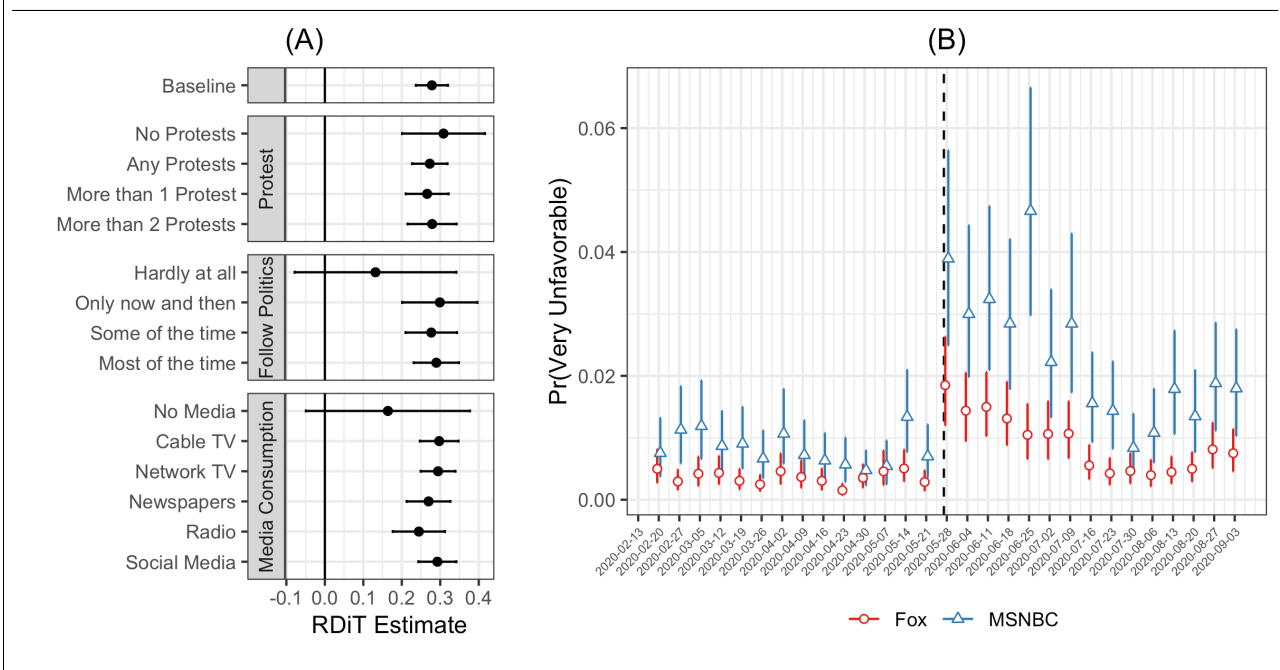 (A)
Baseline
Protest
No Protests
Any Protests
More than 1 Protest
More than 2 Protests
Follow Politics
Hardly at all
Only now and then
Some of the time
Most of the time
Media Consumption
No Media
Cable TV
Network TV
Newspapers
Radio
Social Media
-0.1 0.0 0.1 0.2 0.3 0.4
RDiT Estimate
(B)
Pr(Very Unfavorable)
0.06
0.04
0.02
0.00
2020-02-13
2020-02-20
2020-02-27
2020-03-05
2020-03-12
2020-03-19
2020-03-26
2020-04-02
2020-04-09
2020-04-16
2020-04-23
2020-04-30
2020-05-07
2020-05-14
2020-05-21
2020-05-28
2020-06-04
2020-06-11
2020-06-18
2020-06-25
2020-07-02
2020-07-09
2020-07-16
2020-07-23
2020-07-30
2020-08-06
2020-08-13
2020-08-20
2020-08-27
2020-09-03
Fox MSNBC